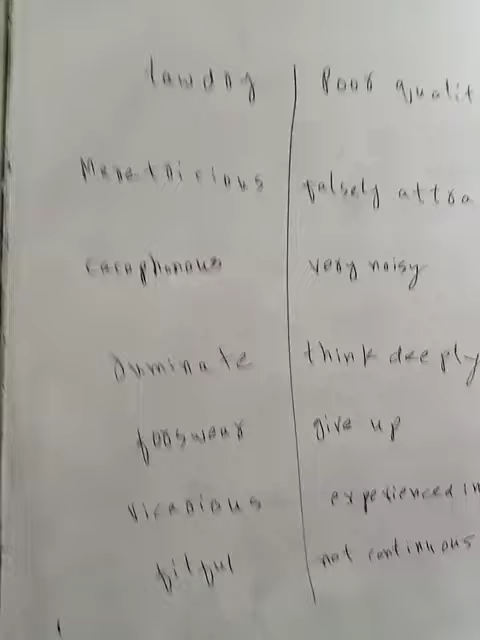 tawdry poor qualit
Meretricious falsely attra
cacophonous very noisy
ruminate think deeply
forswear give up
vicarious experienced in
fitful not continuous